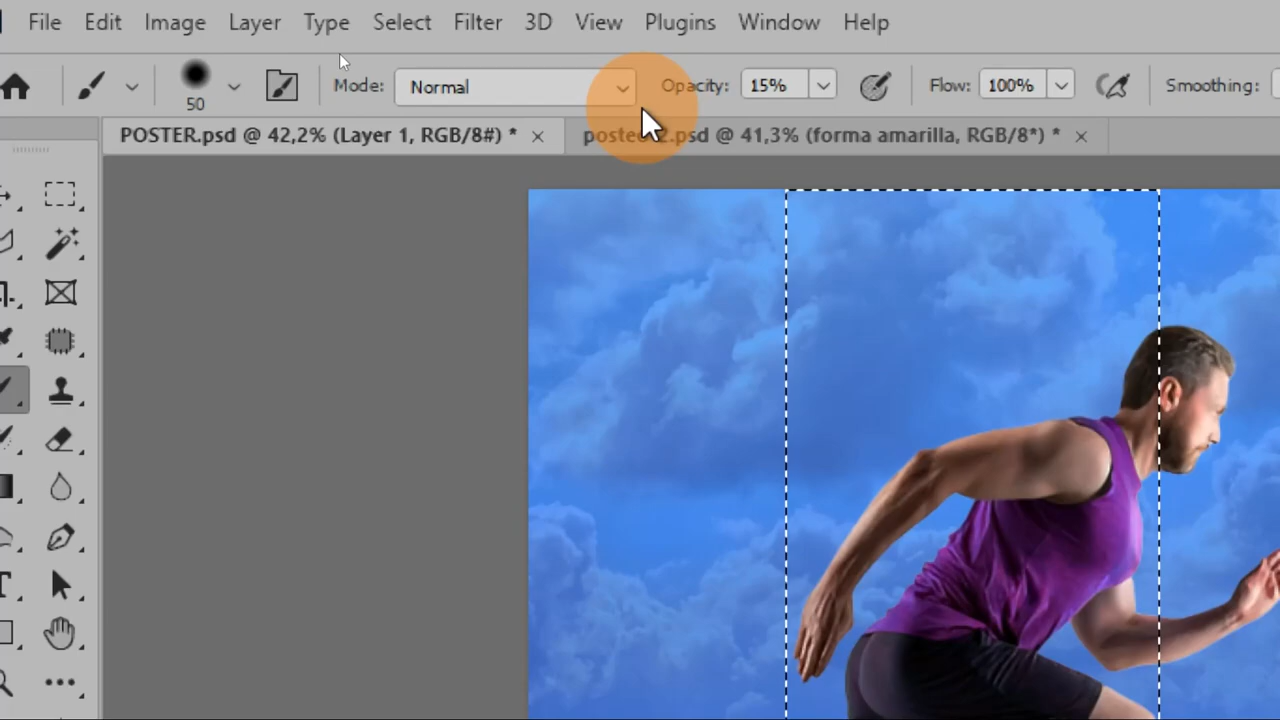 File Edit Image Layer Type Select Filter 3D View Plugins Window Help
50 Mode: Normal Opacity: 15% Flow: 100% Smoothing:
POSTER.psd @ 42,2% (Layer 1, RGB/8#) * × 2.psd @ 41,3% (forma amarilla, RGB/8*) * ×